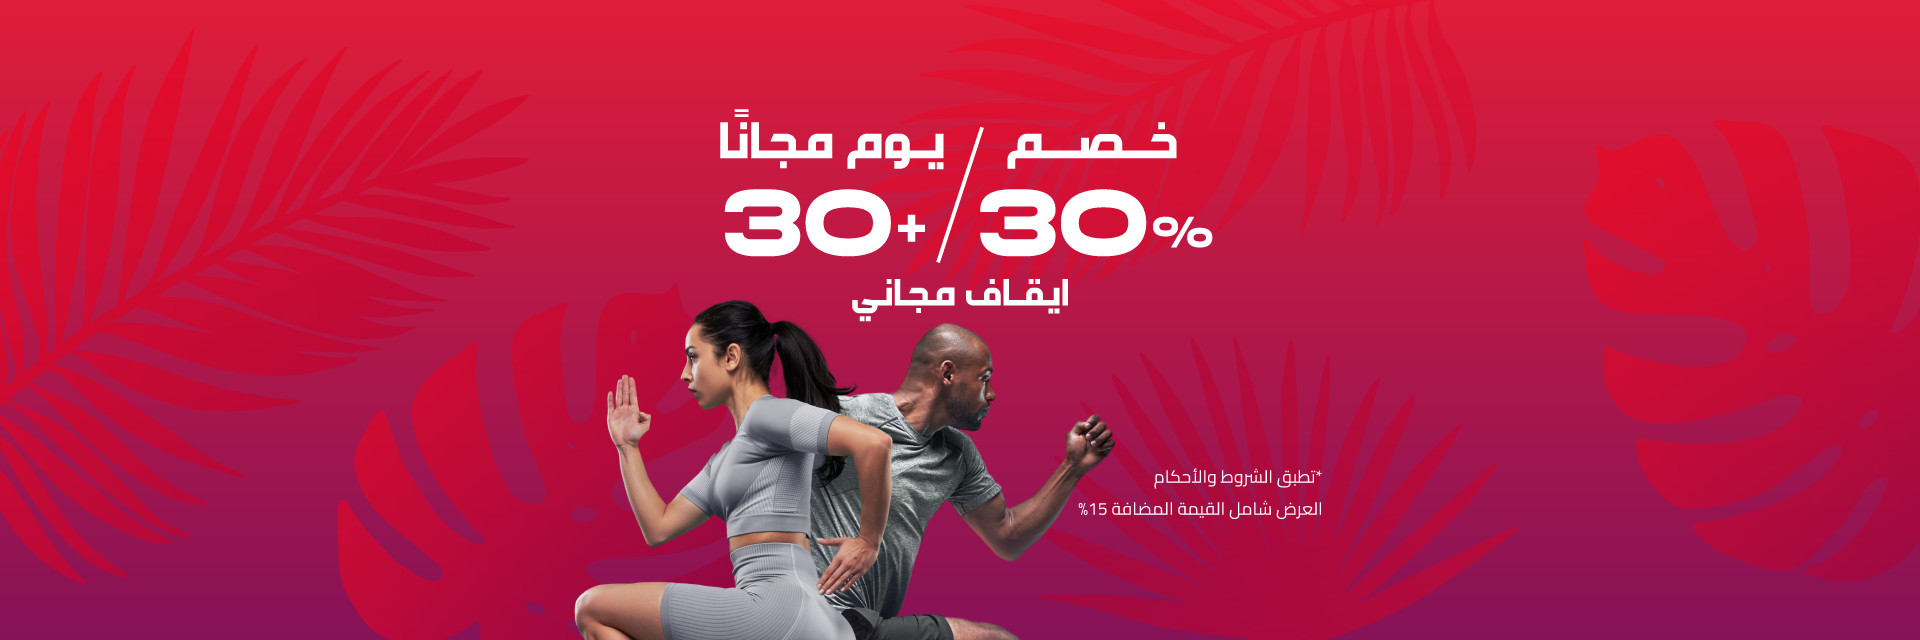 خصم / يوم مجانًا
30% / 30+
ايقاف مجاني
*تطبق الشروط والأحكام
العرض شامل القيمة المضافة 15%